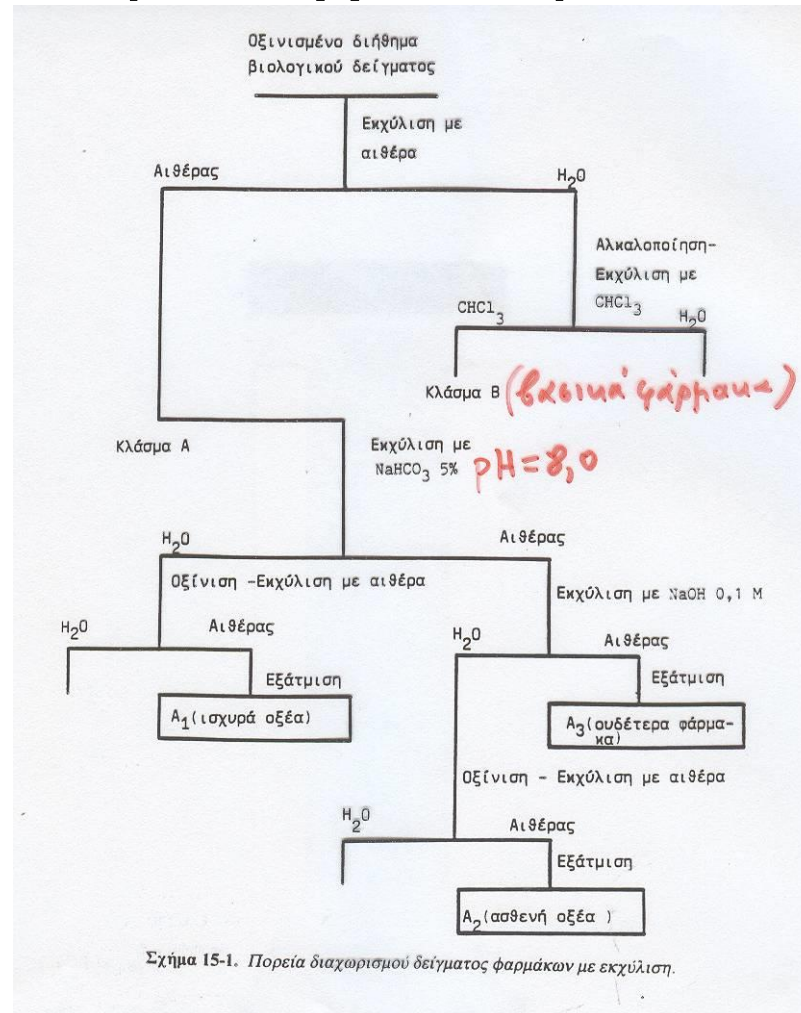 Οξινισμένο διήθημα
βιολογικού δείγματος
Εκχύλιση με
αιθέρα
Αιθέρας
H2O
Αλκαλοποίηση-
Εκχύλιση με
CHCl3
CHCl3
H2O
Κλάσμα Β (βασικά φάρμακα)
Κλάσμα Α
Εκχύλιση με
NaHCO3 5% pH=8,0
H2O
Αιθέρας
Οξίνιση -Εκχύλιση με αιθέρα
Εκχύλιση με NaOH 0,1 M
H2O
Αιθέρας
H2O
Αιθέρας
Εξάτμιση
Εξάτμιση
A1(ισχυρά οξέα)
A3(ουδέτερα φάρμα-
κα)
Οξίνιση - Εκχύλιση με αιθέρα
H2O
Αιθέρας
Εξάτμιση
A2(ασθενή οξέα )
Σχήμα 15-1. Πορεία διαχωρισμού δείγματος φαρμάκων με εκχύλιση.